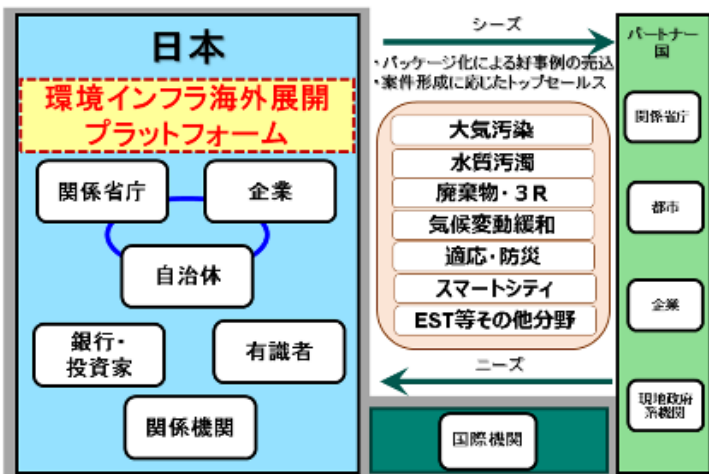 日本
環境インフラ海外展開
プラットフォーム
関係省庁
企業
自治体
銀行・
投資家
有識者
関係機関
シーズ
・パッケージ化による好事例の売込
・案件形成に応じたトップセールス
大気汚染
水質汚濁
廃棄物・３Ｒ
気候変動緩和
適応・防災
スマートシティ
EST等その他分野
ニーズ
国際機関
パートナー
国
関係省庁
都市
企業
現地政府
系機関